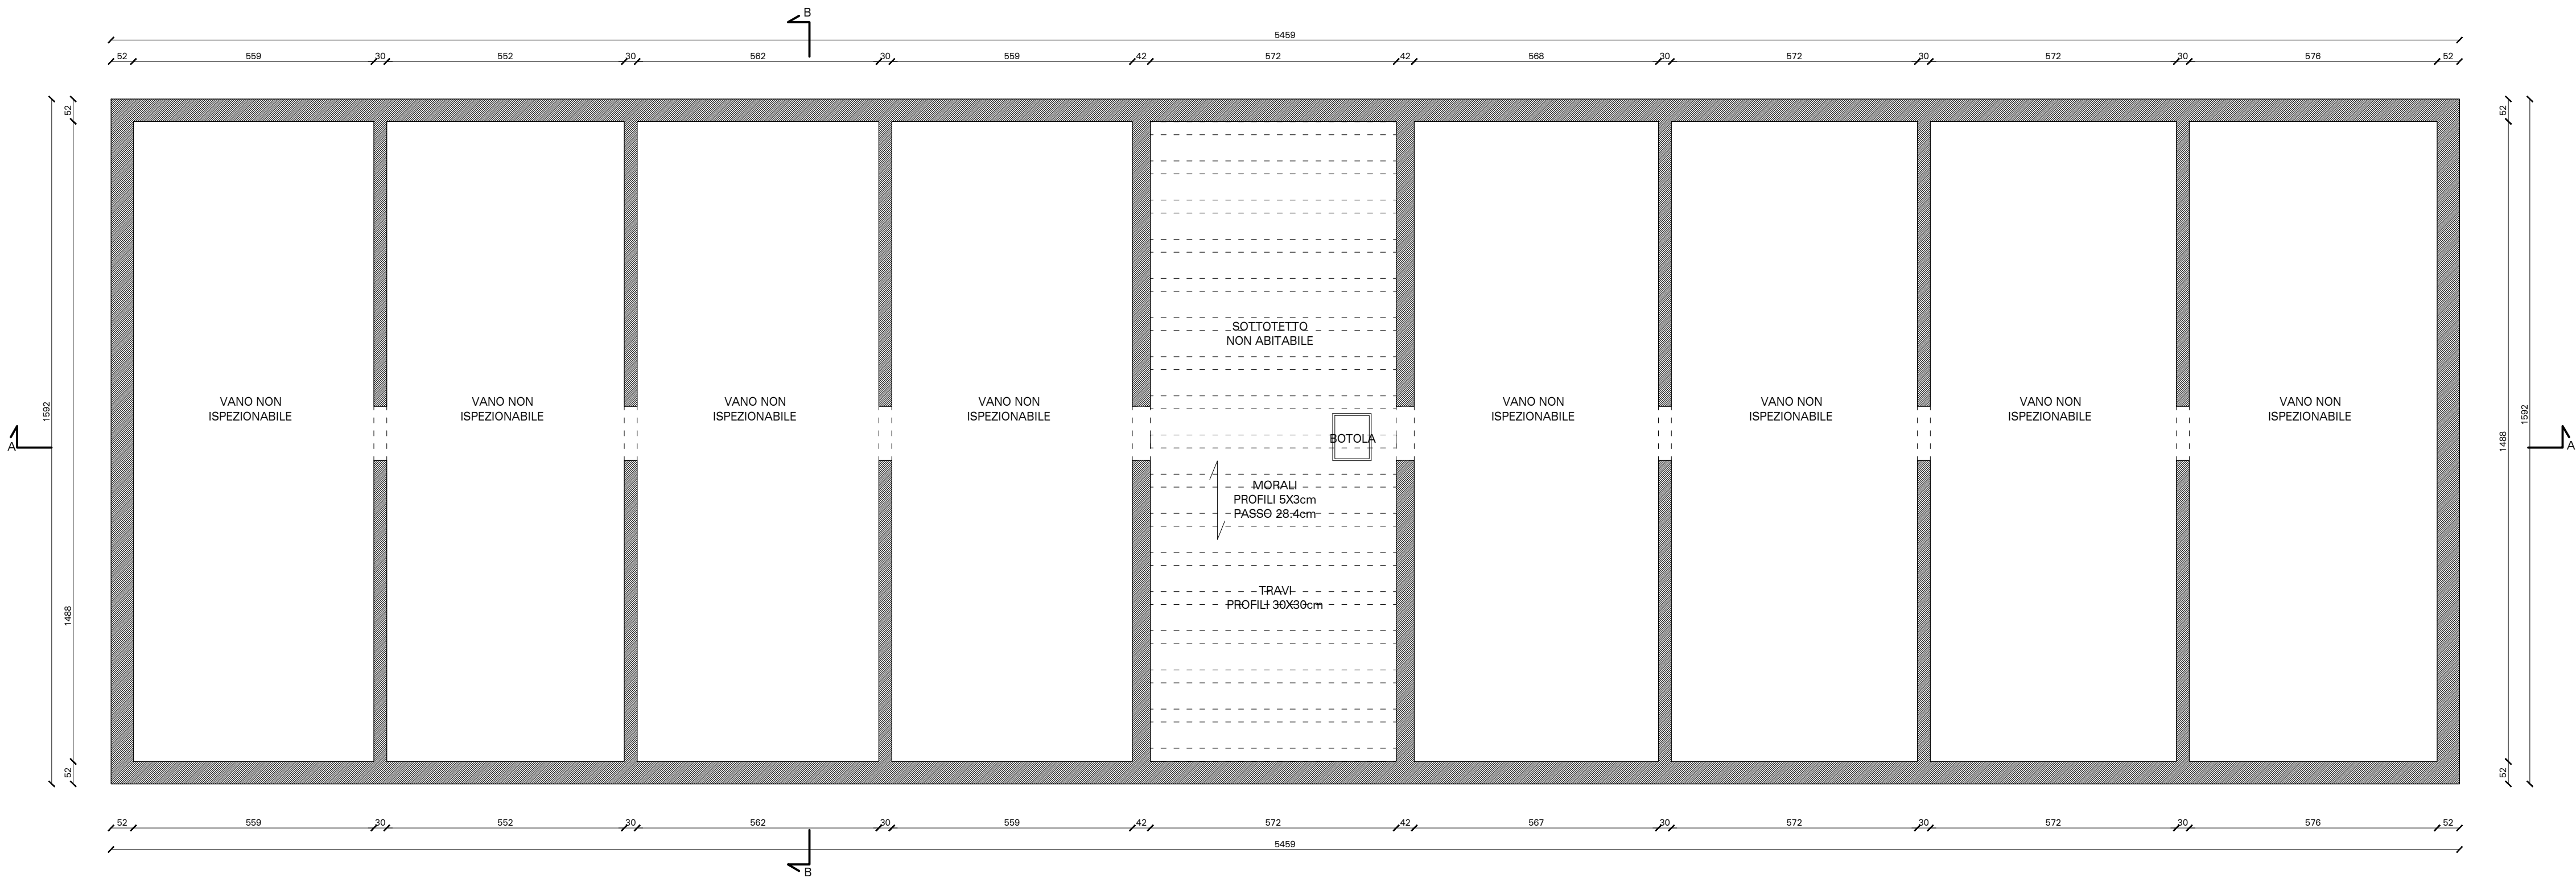 B
5459
52 559 30 552 30 562 30 559 42 572 42 568 30 572 30 572 30 576 52
52
52
SOTTOTETTO
NON ABITABILE
VANO NON
ISPEZIONABILE
VANO NON
ISPEZIONABILE
VANO NON
ISPEZIONABILE
VANO NON
ISPEZIONABILE
VANO NON
ISPEZIONABILE
VANO NON
ISPEZIONABILE
VANO NON
ISPEZIONABILE
VANO NON
ISPEZIONABILE
1592
1592
1488
BOTOLA
A
A
MORALI
PROFILI 5X3cm
PASSO 28.4cm
TRAVI
PROFILI 30X30cm
1488
52
52
52 559 30 552 30 562 30 559 42 572 42 567 30 572 30 572 30 576 52
5459
B